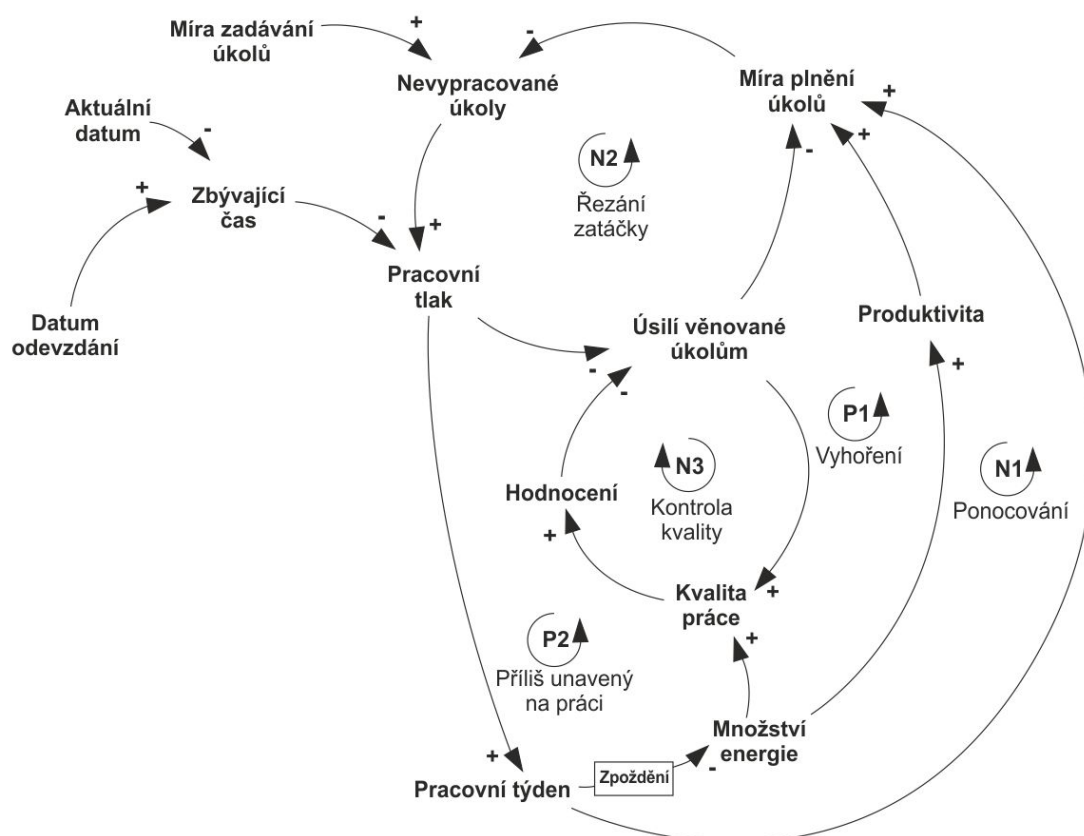 Míra zadávání
úkolů
+
+
-
Nevypracované
úkoly
Míra plnění
úkolů
+
+
-
Aktuální
datum
-
+
Zbývající
čas
-
+
N2
Řezání
zatáčky
Pracovní
tlak
Datum
odevzdání
Úsilí věnované
úkolům
-
-
Produktivita
+
P1
Vyhoření
N3
Kontrola
kvality
N1
Ponocování
Hodnocení
+
Kvalita
práce
+
+
P2
Příliš unavený
na práci
Množství
energie
-
+
Pracovní týden
Zpoždění